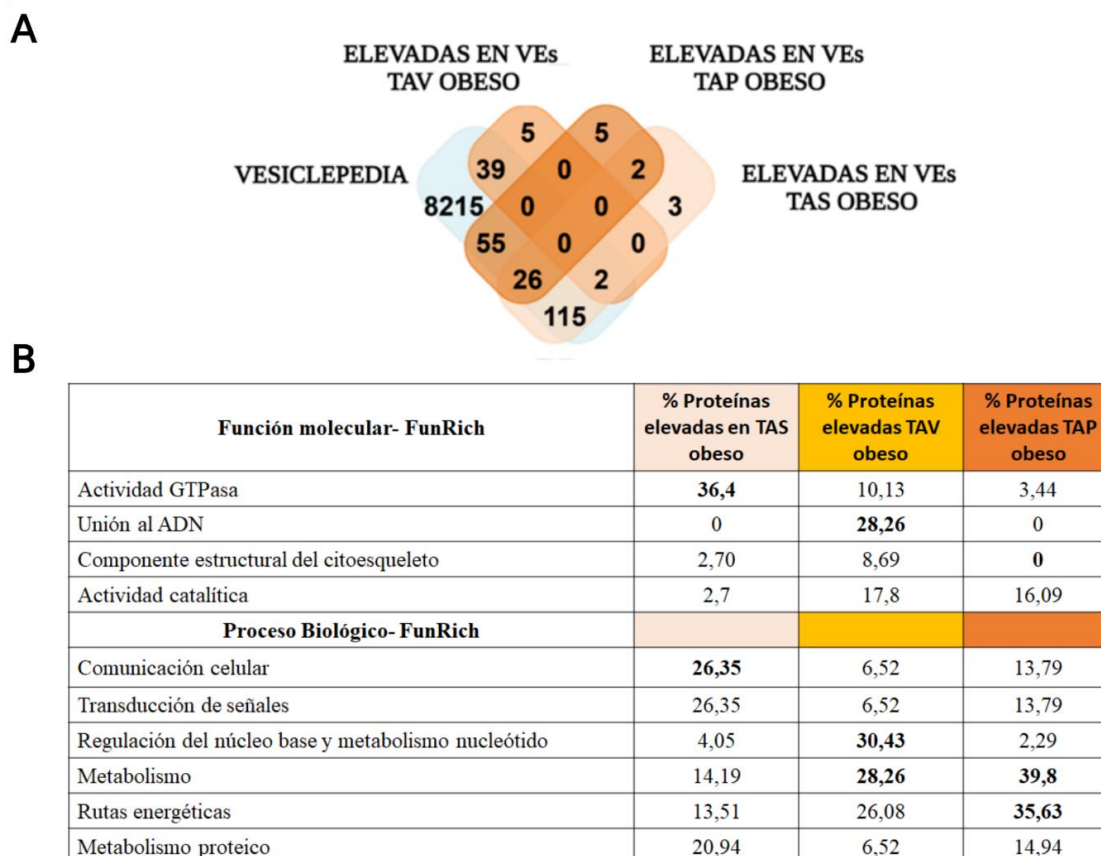 A
ELEVADAS EN VEs
TAV OBESO
ELEVADAS EN VEs
TAP OBESO
VESICLEPEDIA
ELEVADAS EN VEs
TAS OBESO
5
5
39
0
2
8215
0
0
3
55
0
0
26
2
115
B
Función molecular- FunRich
% Proteínas
elevadas en TAS
obeso
% Proteínas
elevadas TAV
obeso
% Proteínas
elevadas TAP
obeso
Actividad GTPasa 36,4 10,13 3,44
Unión al ADN 0 28,26 0
Componente estructural del citoesqueleto 2,70 8,69 0
Actividad catalítica 2,7 17,8 16,09
Proceso Biológico- FunRich
Comunicación celular 26,35 6,52 13,79
Transducción de señales 26,35 6,52 13,79
Regulación del núcleo base y metabolismo nucleótido 4,05 30,43 2,29
Metabolismo 14,19 28,26 39,8
Rutas energéticas 13,51 26,08 35,63
Metabolismo proteico 20,94 6,52 14,94